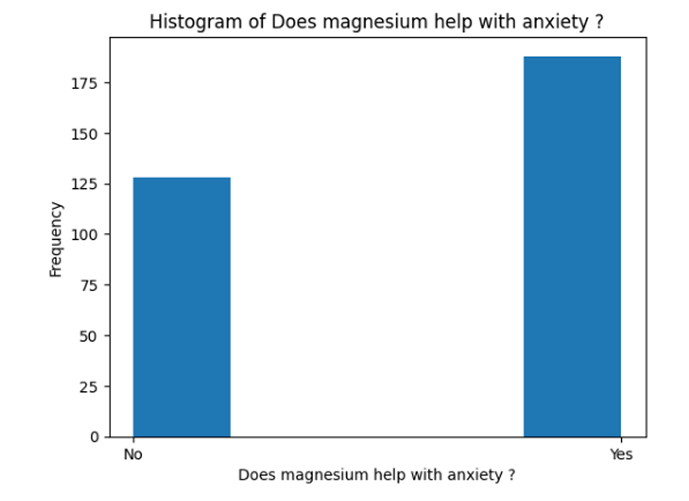 Histogram of Does magnesium help with anxiety ?
175
150
125
100
75
50
25
0
Frequency
No Yes
Does magnesium help with anxiety ?